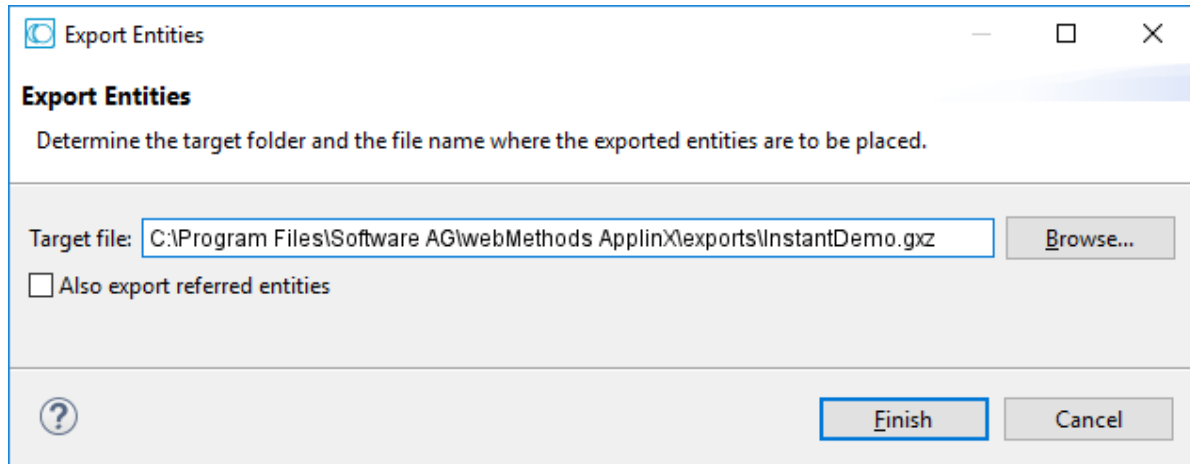 Export Entities
Export Entities
Determine the target folder and the file name where the exported entities are to be placed.
Target file: C:\Program Files\Software AG\webMethods ApplinX\exports\InstantDemo.gxz Browse...
Also export referred entities
? Finish Cancel